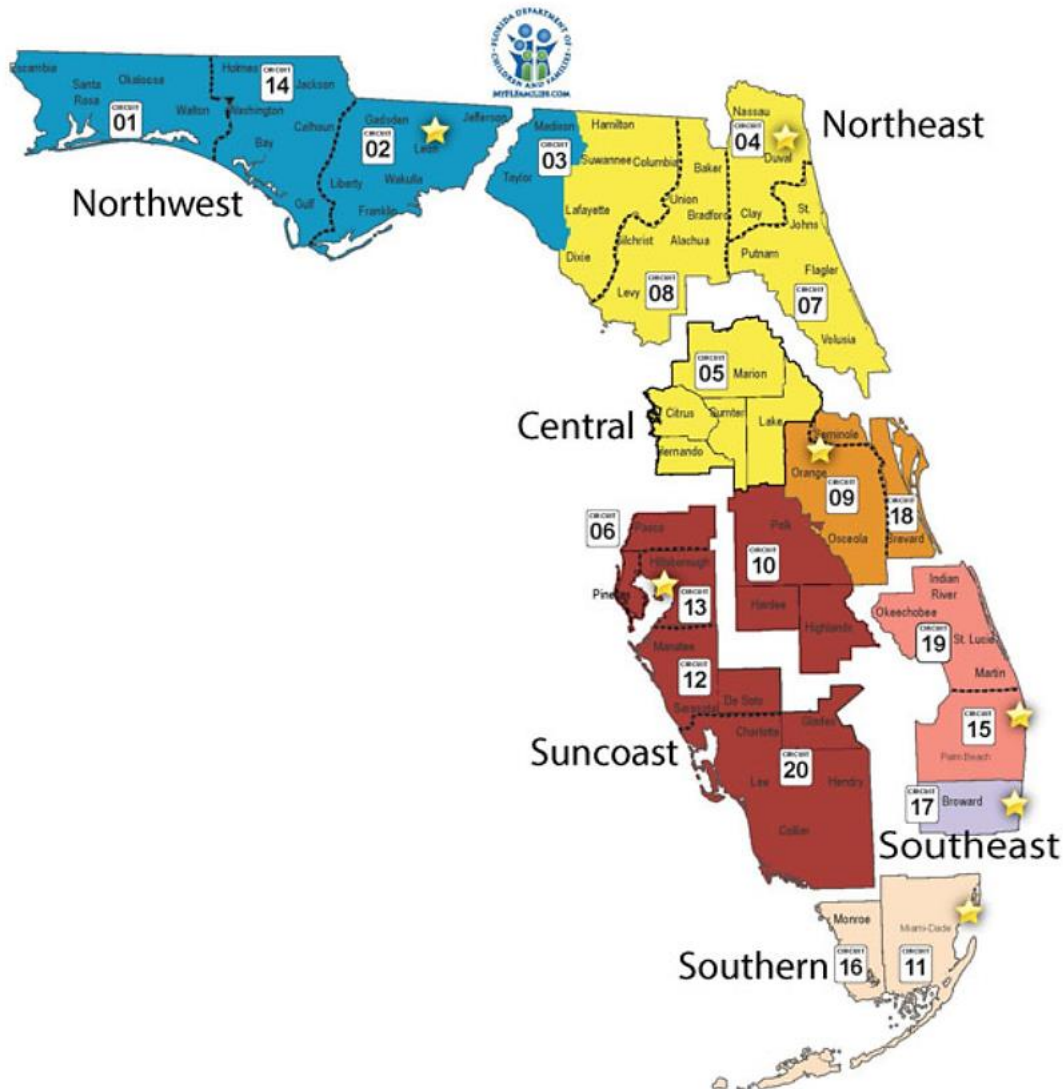 FLORIDA DEPARTMENT OF
CHILDREN AND FAMILIES
MYFLFAMILIES.COM
Escambia
Santa
Rosa
Okaloosa
Walton
CIRCUIT
01
Holmes
CIRCUIT
14
Jackson
Washington
Bay
Calhoun
Gulf
Gadsden
Jefferson
CIRCUIT
02
Leon
Liberty
Wakulla
Franklin
Northwest
Madison
CIRCUIT
03
Taylor
Hamilton
Suwannee
Columbia
Lafayette
Dixie
Baker
Union
Bradford
Gilchrist
Alachua
Levy
CIRCUIT
08
Nassau
CIRCUIT
04
Duval
Northeast
Clay
St.
Johns
Putnam
Flagler
CIRCUIT
07
Volusia
CIRCUIT
05
Marion
Citrus
Sumter
Lake
Hernando
Central
Seminole
Orange
CIRCUIT
09
Osceola
CIRCUIT
18
Brevard
CIRCUIT
06
Pasco
Hillsborough
Pinellas
CIRCUIT
13
Polk
CIRCUIT
10
Hardee
Highlands
Manatee
CIRCUIT
12
Sarasota
De Soto
Suncoast
Charlotte
Glades
CIRCUIT
20
Lee
Hendry
Collier
Indian
River
Okeechobee
CIRCUIT
19
St. Lucie
Martin
CIRCUIT
15
Palm Beach
CIRCUIT
17
Broward
Southeast
Monroe
Miami-Dade
Southern
CIRCUIT
16
CIRCUIT
11